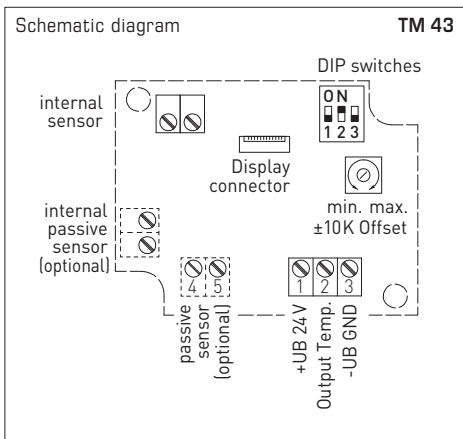 Schematic diagram TM 43
DIP switches
ON
1 2 3
internal
sensor
Display
connector
min. max.
±10K Offset
internal
passive
sensor
(optional)
4 5
1 2 3
passive
sensor
(optional)
+UB 24V
Output Temp.
-UB GND